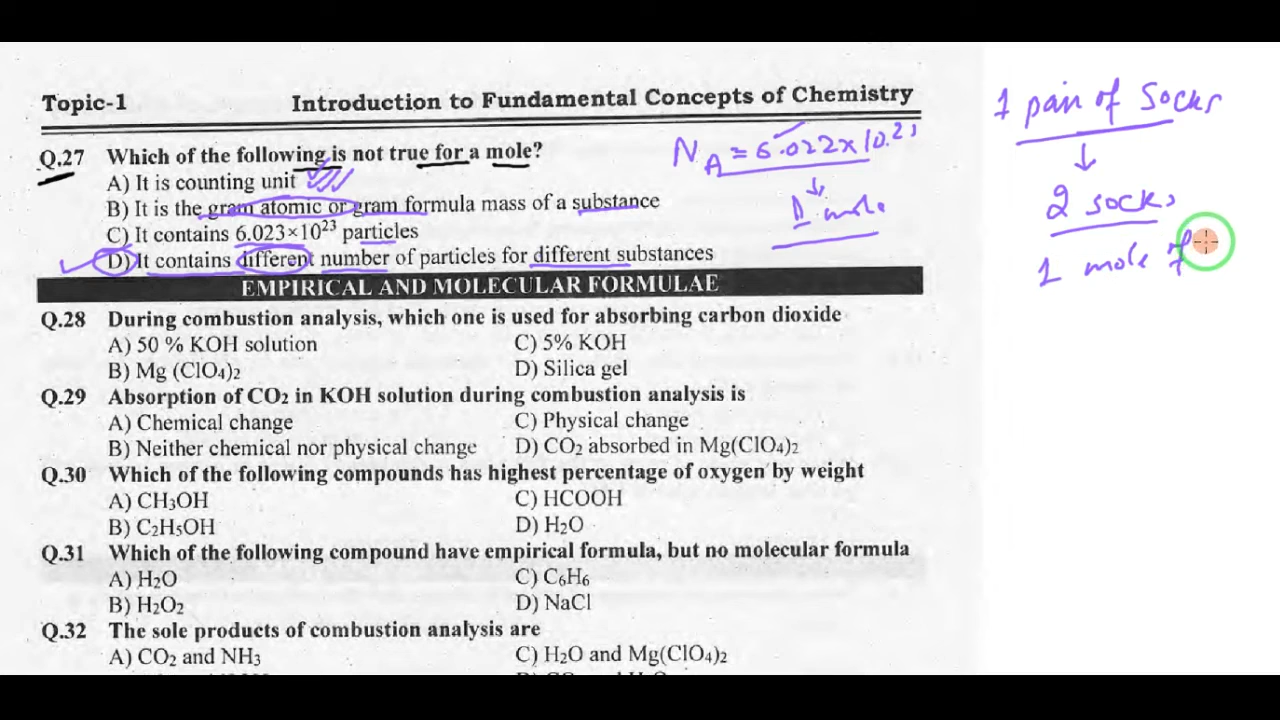 Topic-1 Introduction to Fundamental Concepts of Chemistry
Q.27 Which of the following is not true for a mole?
A) It is counting unit
B) It is the gram atomic or gram formula mass of a substance
C) It contains 6.023×10²³ particles
D) It contains different number of particles for different substances
EMPIRICAL AND MOLECULAR FORMULAE
Q.28 During combustion analysis, which one is used for absorbing carbon dioxide
A) 50 % KOH solution C) 5% KOH
B) Mg (ClO₄)₂ D) Silica gel
Q.29 Absorption of CO₂ in KOH solution during combustion analysis is
A) Chemical change C) Physical change
B) Neither chemical nor physical change D) CO₂ absorbed in Mg(ClO₄)₂
Q.30 Which of the following compounds has highest percentage of oxygen by weight
A) CH₃OH C) HCOOH
B) C₂H₅OH D) H₂O
Q.31 Which of the following compound have empirical formula, but no molecular formula
A) H₂O C) C₆H₆
B) H₂O₂ D) NaCl
Q.32 The sole products of combustion analysis are
A) CO₂ and NH₃ C) H₂O and Mg(ClO₄)₂
N_A = 6.022×10.²³
1 mole
1 pair of Socks
2 socks
1 mole of